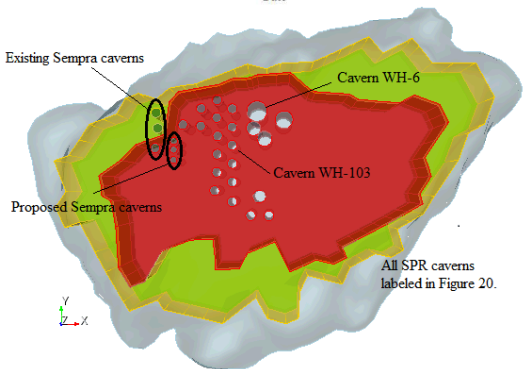 Existing Sempra caverns
Cavern WH-6
Cavern WH-103
Proposed Sempra caverns
All SPR caverns
labeled in Figure 20.
Y
Z X